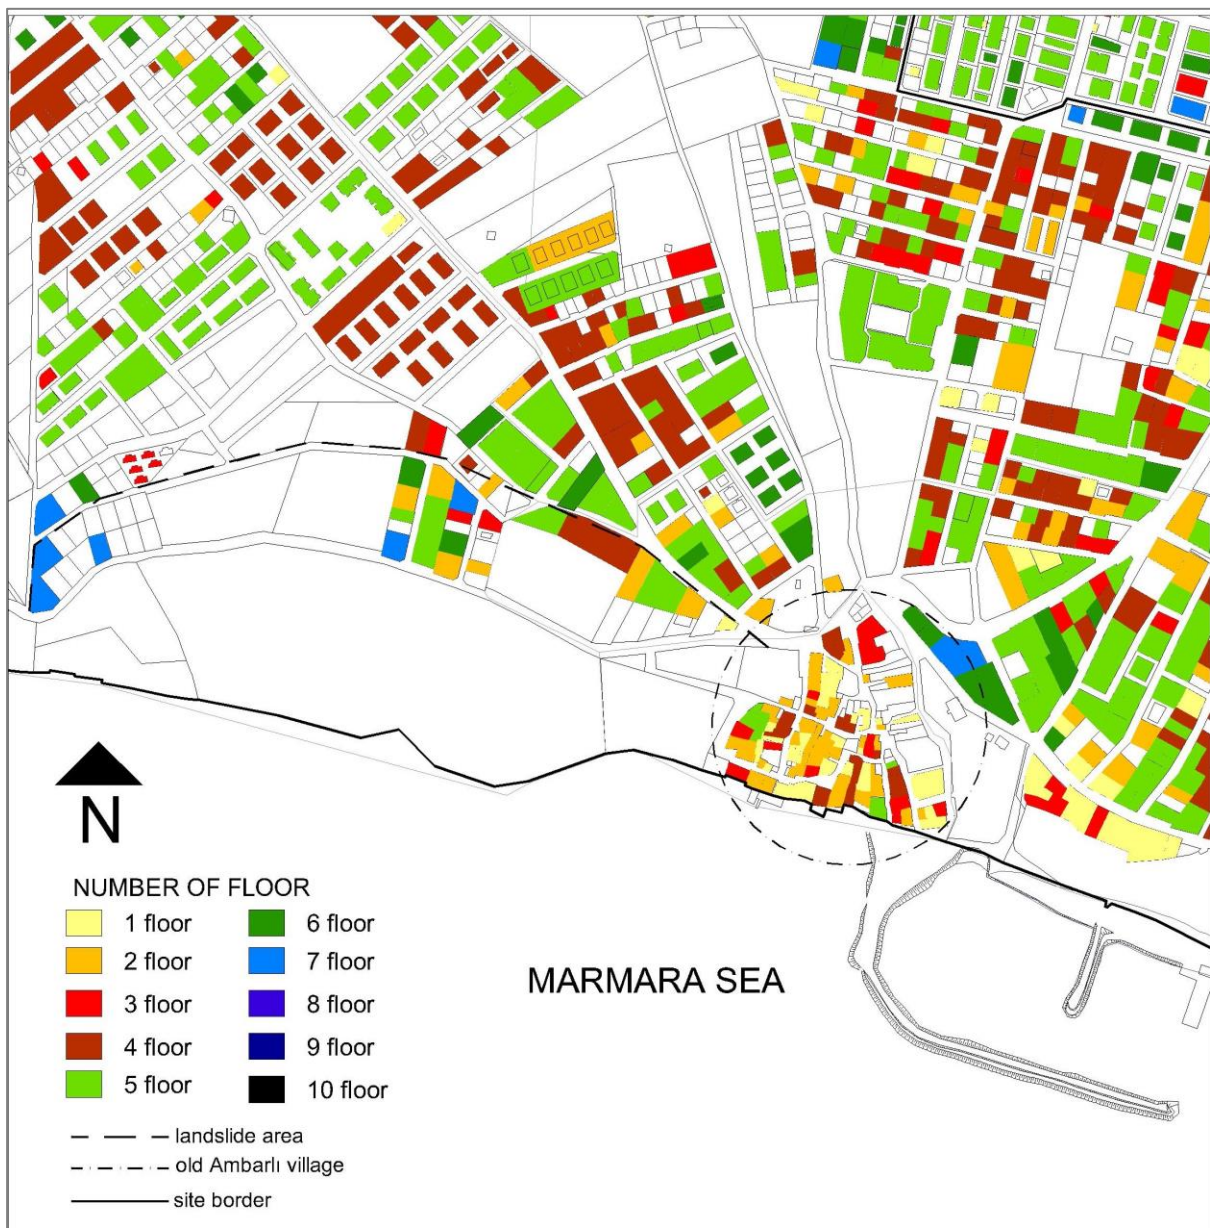 N
NUMBER OF FLOOR
1 floor
2 floor
3 floor
4 floor
5 floor
6 floor
7 floor
8 floor
9 floor
10 floor
landslide area
old Ambarlı village
site border
MARMARA SEA